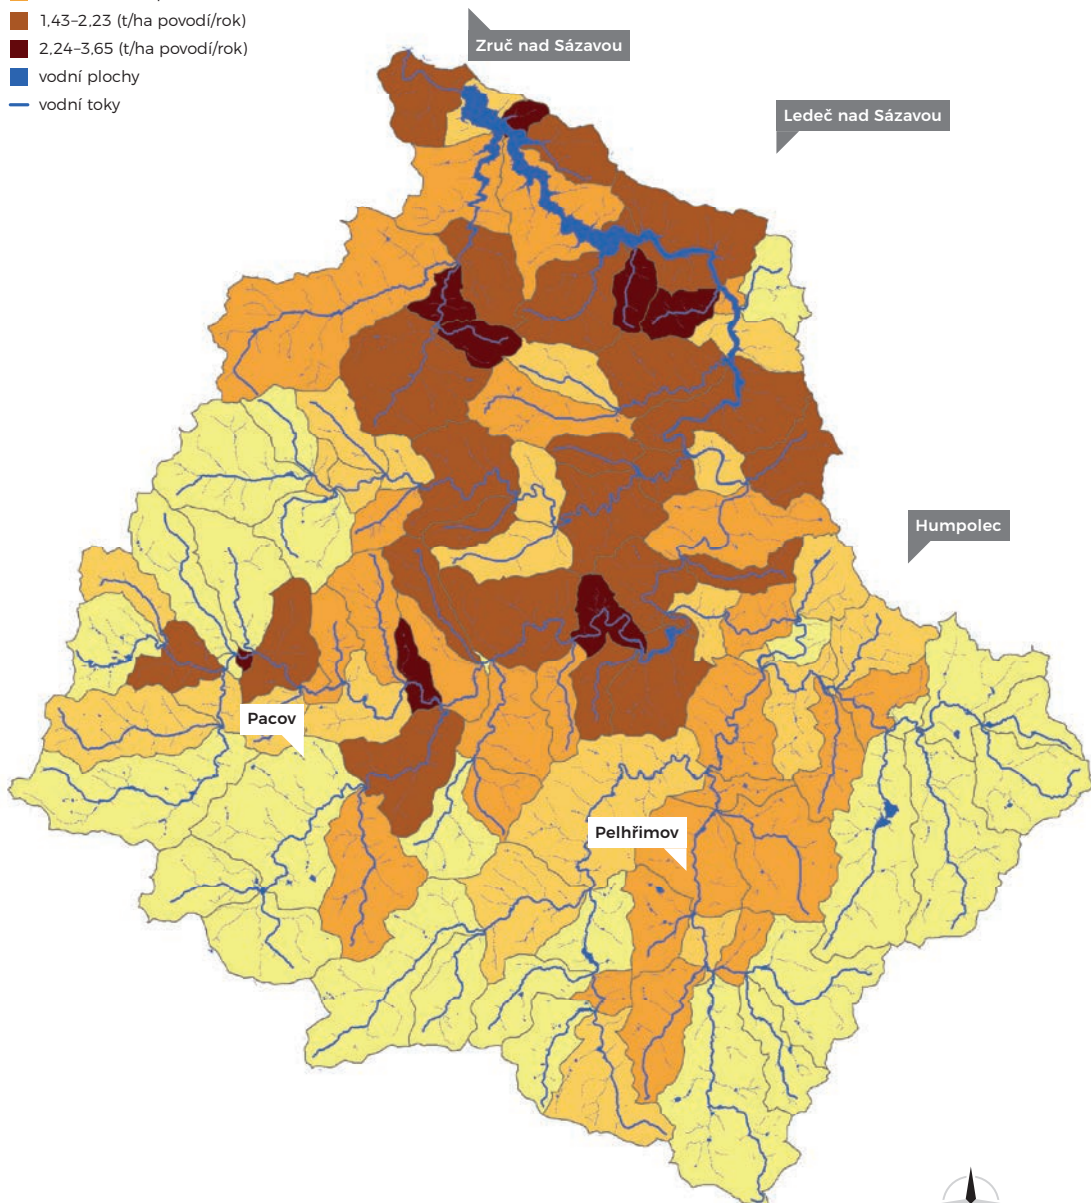 1,43–2,23 (t/ha povodí/rok)
2,24–3,65 (t/ha povodí/rok)
vodní plochy
vodní toky
Zruč nad Sázavou
Ledeč nad Sázavou
Humpolec
Pacov
Pelhřimov